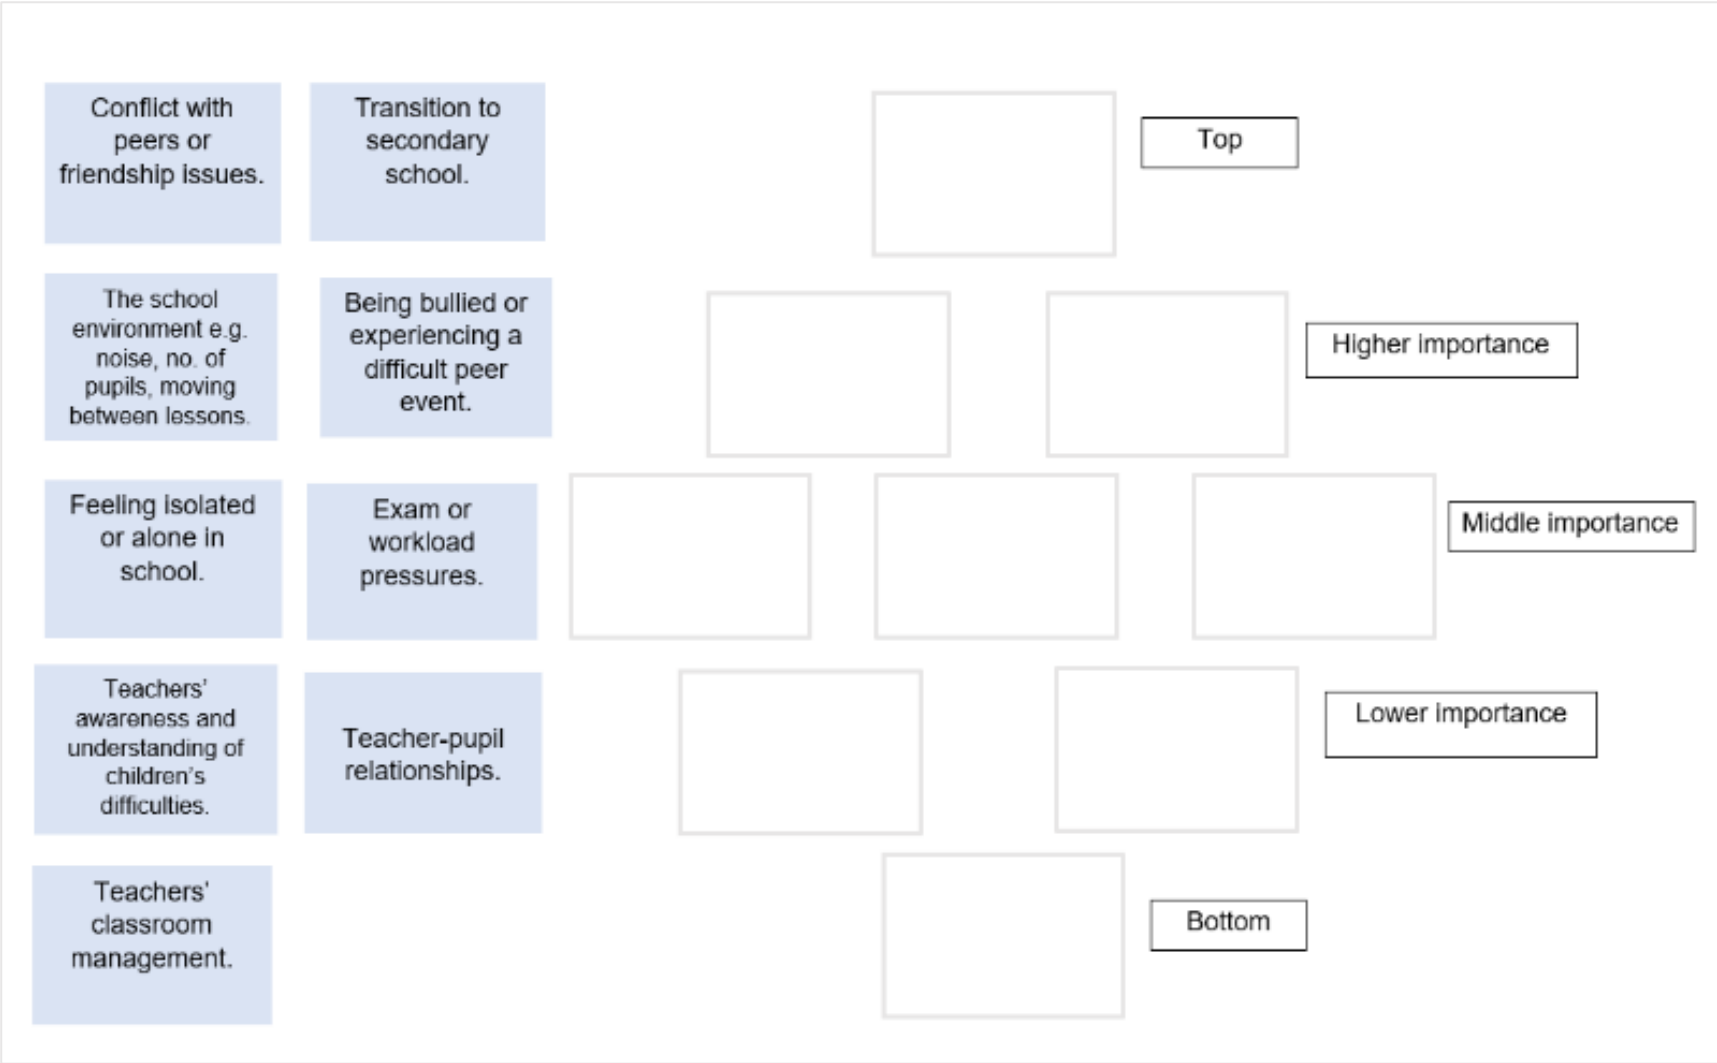 Conflict with
peers or
friendship issues.
Transition to
secondary
school.
Top
The school
environment e.g.
noise, no. of
pupils, moving
between lessons.
Being bullied or
experiencing a
difficult peer
event.
Higher importance
Feeling isolated
or alone in
school.
Exam or
workload
pressures.
Middle importance
Teachers'
awareness and
understanding of
children's
difficulties.
Teacher-pupil
relationships.
Lower importance
Teachers'
classroom
management.
Bottom